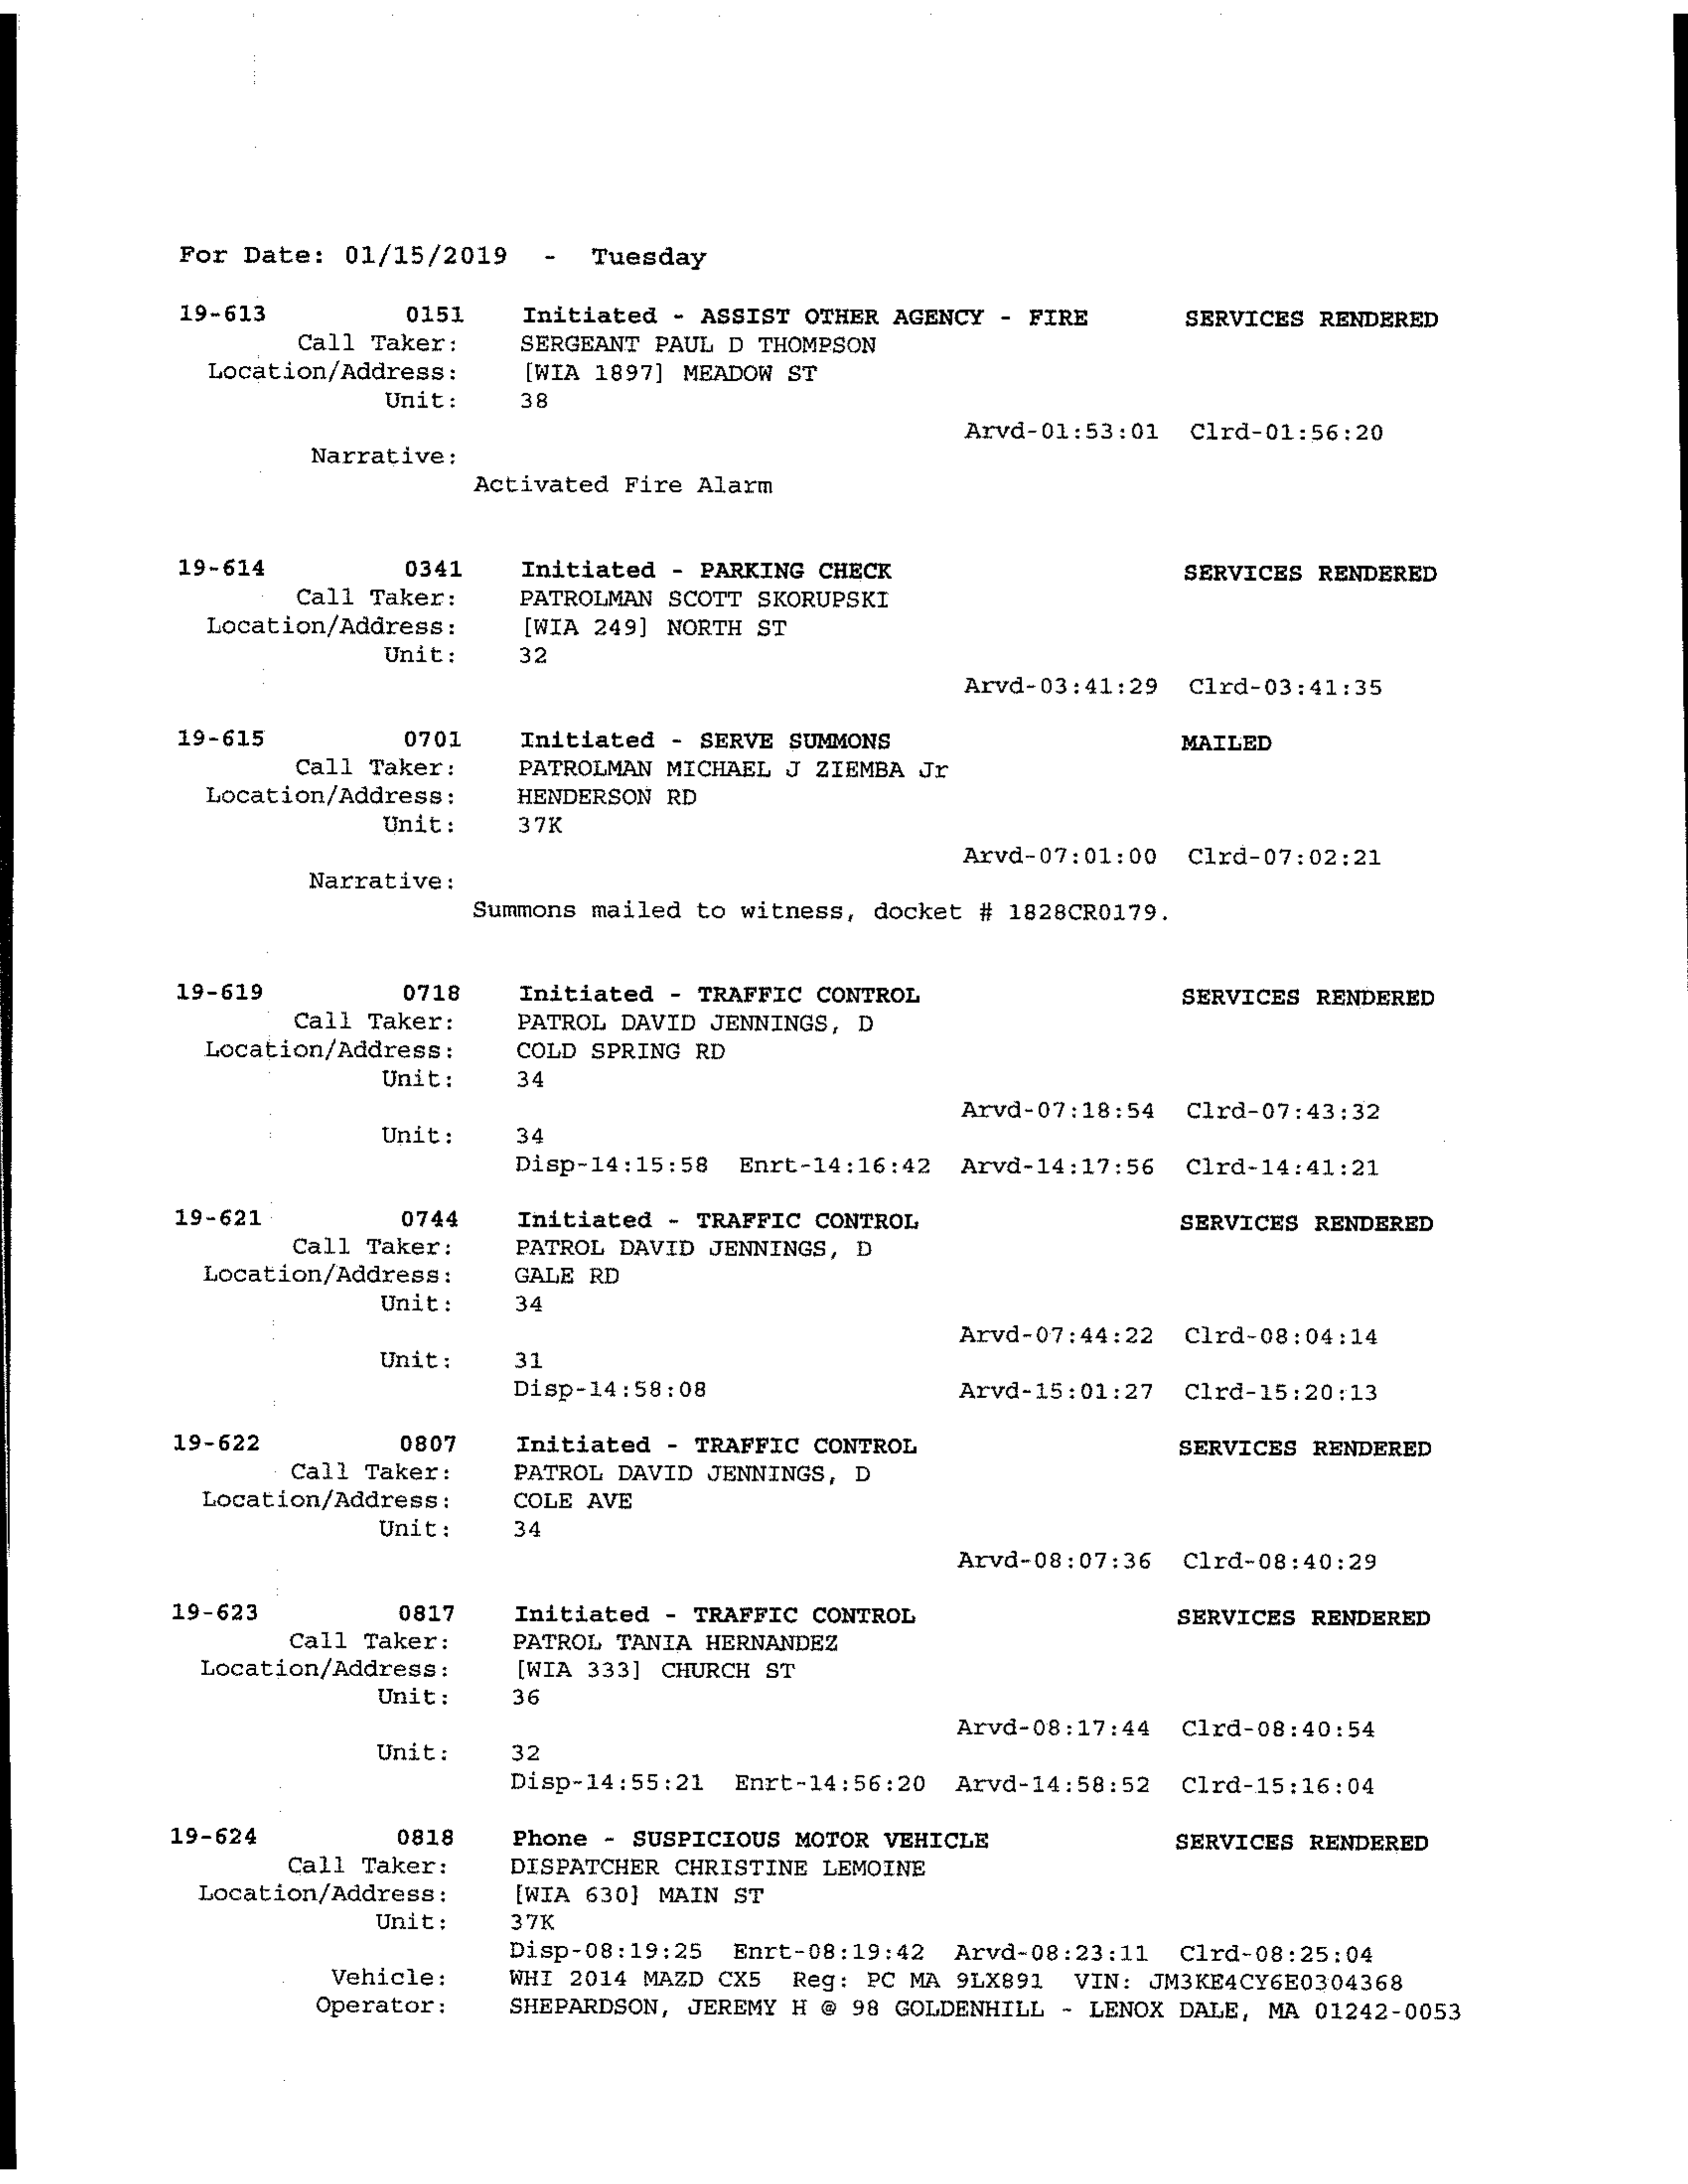 For Date: 01/15/2019 - Tuesday
19-613 0151 Initiated - ASSIST OTHER AGENCY - FIRE SERVICES RENDERED
Call Taker: SERGEANT PAUL D THOMPSON
Location/Address: [WIA 1897] MEADOW ST
Unit: 38
Arvd-01:53:01 Clrd-01:56:20
Narrative:
Activated Fire Alarm
19-614 0341 Initiated - PARKING CHECK SERVICES RENDERED
Call Taker: PATROLMAN SCOTT SKORUPSKI
Location/Address: [WIA 249] NORTH ST
Unit: 32
Arvd-03:41:29 Clrd-03:41:35
19-615 0701 Initiated - SERVE SUMMONS MAILED
Call Taker: PATROLMAN MICHAEL J ZIEMBA Jr
Location/Address: HENDERSON RD
Unit: 37K
Arvd-07:01:00 Clrd-07:02:21
Narrative:
Summons mailed to witness, docket # 1828CR0179.
19-619 0718 Initiated - TRAFFIC CONTROL SERVICES RENDERED
Call Taker: PATROL DAVID JENNINGS, D
Location/Address: COLD SPRING RD
Unit: 34
Arvd-07:18:54 Clrd-07:43:32
Unit: 34
Disp-14:15:58 Enrt-14:16:42 Arvd-14:17:56 Clrd-14:41:21
19-621 0744 Initiated - TRAFFIC CONTROL SERVICES RENDERED
Call Taker: PATROL DAVID JENNINGS, D
Location/Address: GALE RD
Unit: 34
Arvd-07:44:22 Clrd-08:04:14
Unit: 31
Disp-14:58:08 Arvd-15:01:27 Clrd-15:20:13
19-622 0807 Initiated - TRAFFIC CONTROL SERVICES RENDERED
Call Taker: PATROL DAVID JENNINGS, D
Location/Address: COLE AVE
Unit: 34
Arvd-08:07:36 Clrd-08:40:29
19-623 0817 Initiated - TRAFFIC CONTROL SERVICES RENDERED
Call Taker: PATROL TANIA HERNANDEZ
Location/Address: [WIA 333] CHURCH ST
Unit: 36
Arvd-08:17:44 Clrd-08:40:54
Unit: 32
Disp-14:55:21 Enrt-14:56:20 Arvd-14:58:52 Clrd-15:16:04
19-624 0818 Phone - SUSPICIOUS MOTOR VEHICLE SERVICES RENDERED
Call Taker: DISPATCHER CHRISTINE LEMOINE
Location/Address: [WIA 630] MAIN ST
Unit: 37K
Disp-08:19:25 Enrt-08:19:42 Arvd-08:23:11 Clrd-08:25:04
Vehicle: WHI 2014 MAZD CX5 Reg: PC MA 9LX891 VIN: JM3KE4CY6E0304368
Operator: SHEPARDSON, JEREMY H @ 98 GOLDENHILL - LENOX DALE, MA 01242-0053